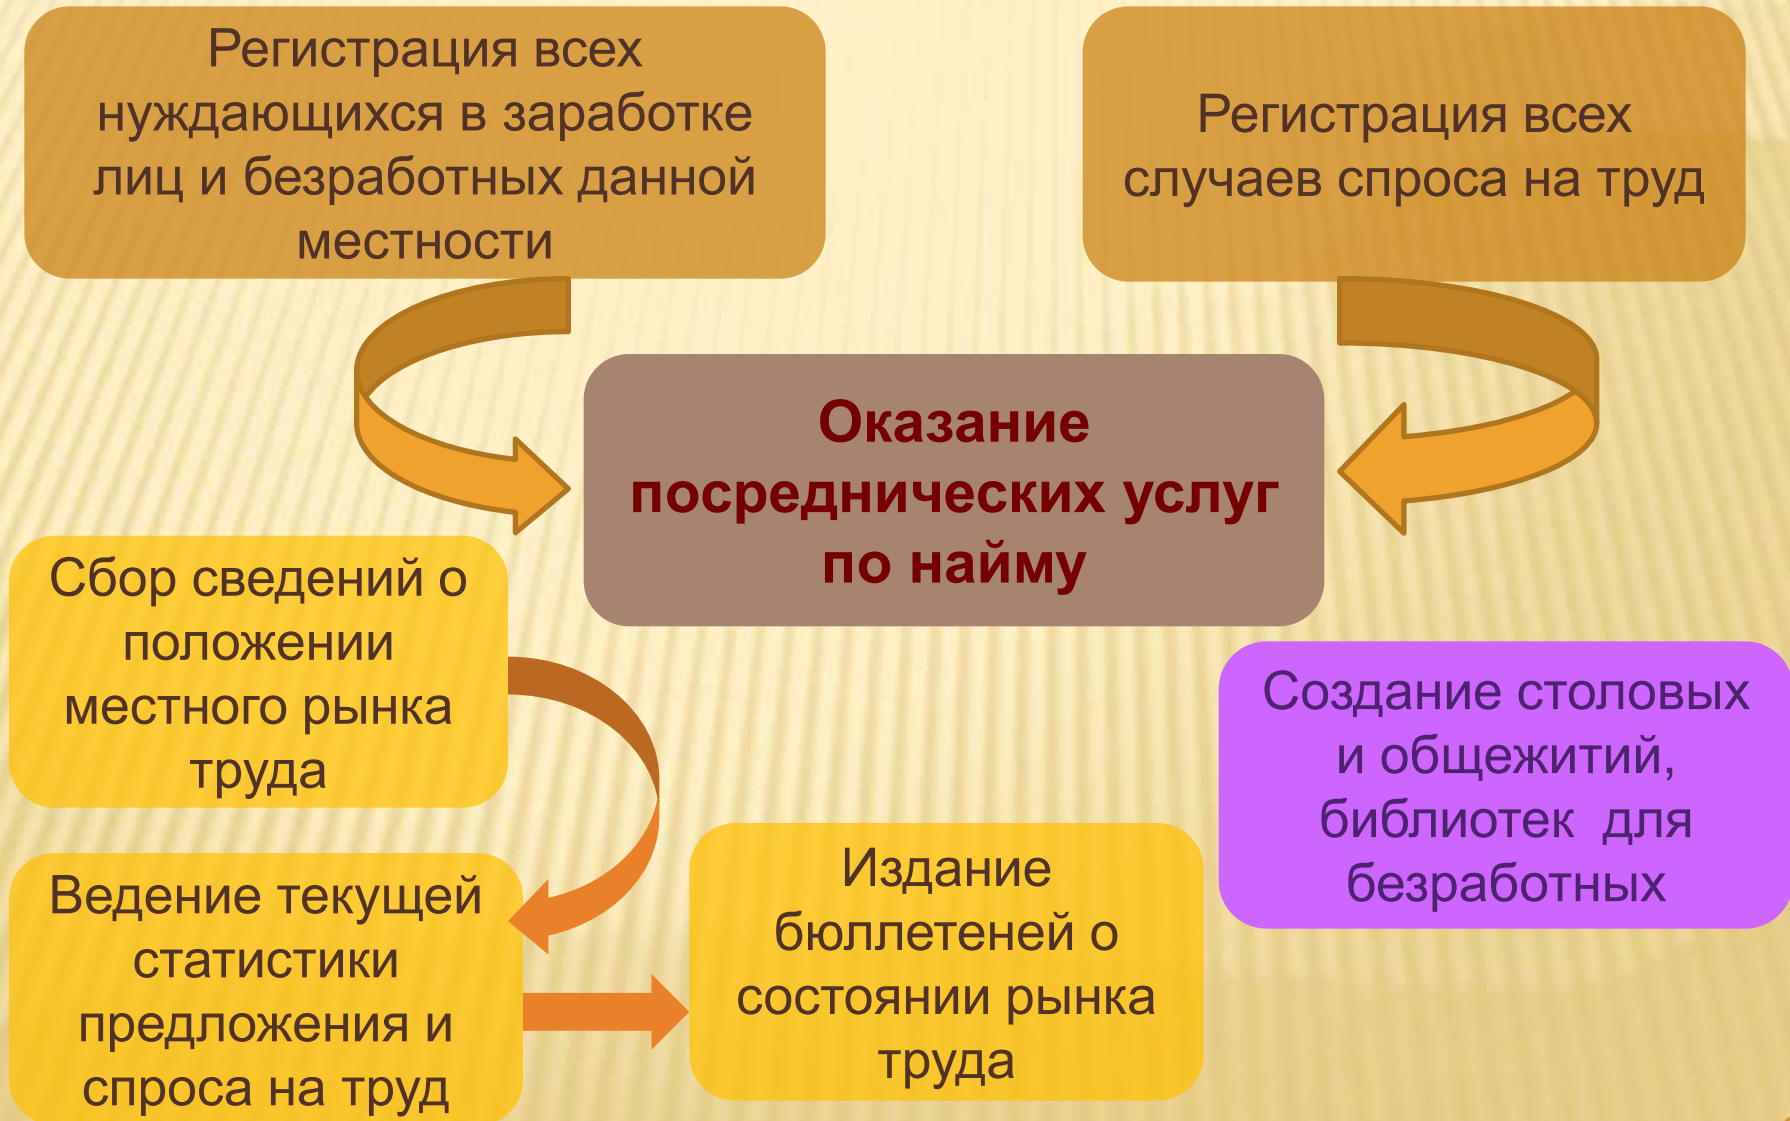 Регистрация всех
нуждающихся в заработке
лиц и безработных данной
местности
Регистрация всех
случаев спроса на труд
Оказание
посреднических услуг
по найму
Сбор сведений о
положении
местного рынка
труда
Создание столовых
и общежитий,
библиотек для
безработных
Ведение текущей
статистики
предложения и
спроса на труд
Издание
бюллетеней о
состоянии рынка
труда